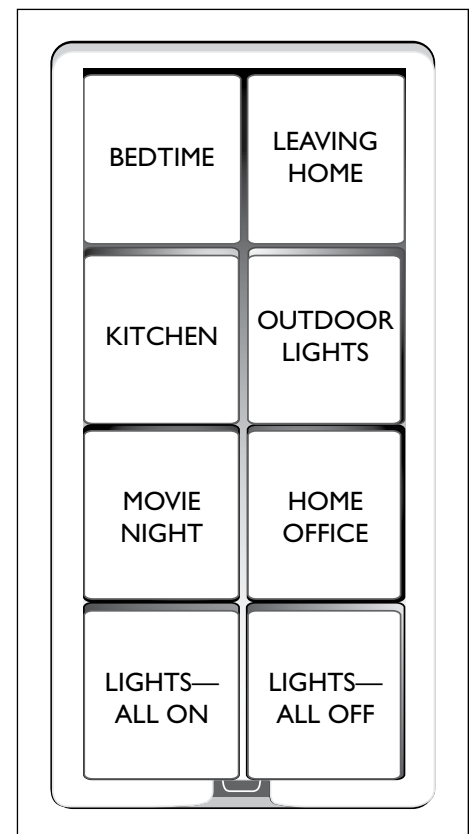 BEDTIME
LEAVING
HOME
KITCHEN
OUTDOOR
LIGHTS
MOVIE
NIGHT
HOME
OFFICE
LIGHTS—
ALL ON
LIGHTS—
ALL OFF